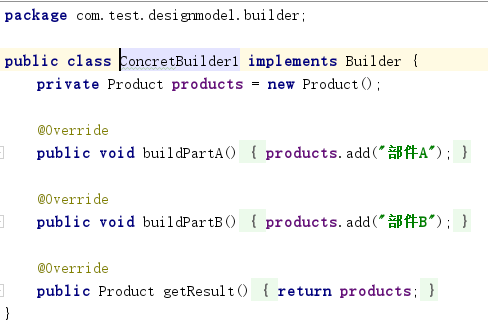 package com.test.designmodel.builder;
public class ConcretBuilder1 implements Builder {
private Product products = new Product();
@Override
public void buildPartA() { products.add("部件A"); }
@Override
public void buildPartB() { products.add("部件B"); }
@Override
public Product getResult() { return products; }
}